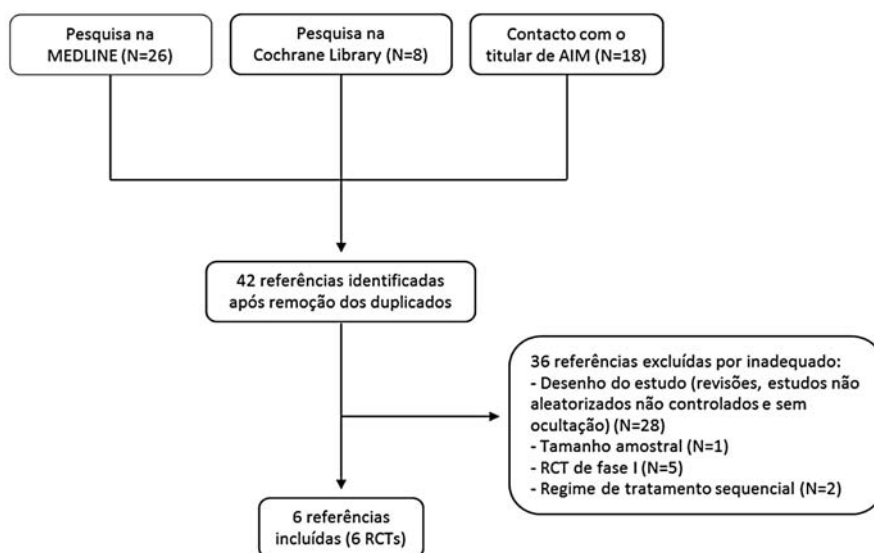 Pesquisa na
MEDLINE (N=26)
Pesquisa na
Cochrane Library (N=8)
Contacto com o
titular de AIM (N=18)
42 referências identificadas
após remoção dos duplicados
36 referências excluídas por inadequado:
- Desenho do estudo (revisões, estudos não
aleatorizados não controlados e sem
ocultação) (N=28)
- Tamanho amostral (N=1)
- RCT de fase I (N=5)
- Regime de tratamento sequencial (N=2)
6 referências
incluídas (6 RCTs)